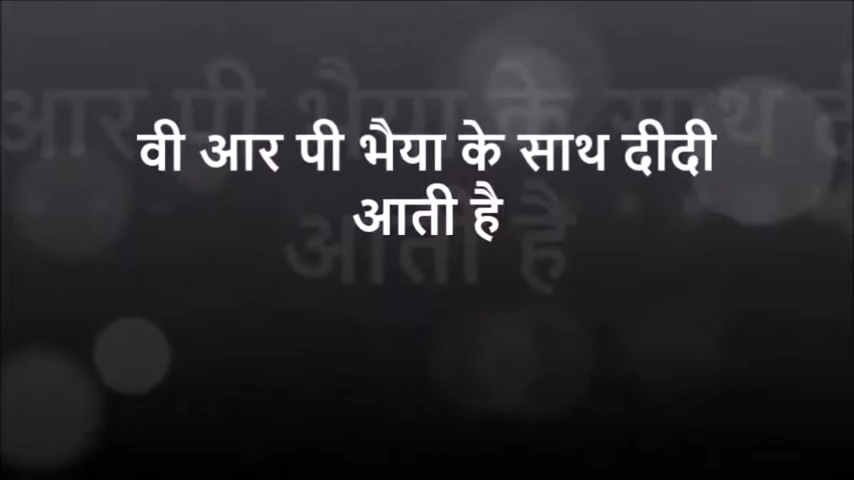 वी आर पी भैया के साथ दीदी
आती है